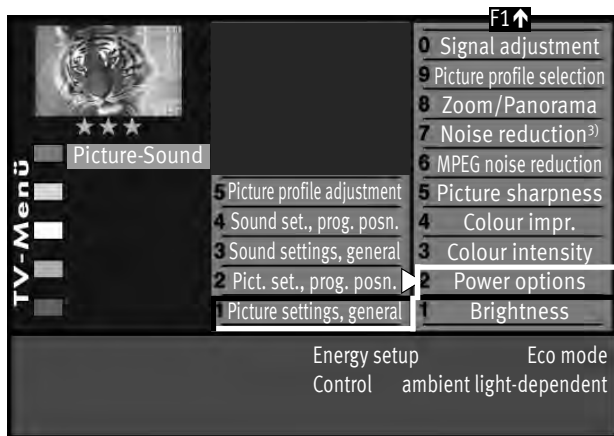 F1↑
0 Signal adjustment
9 Picture profile selection
8 Zoom/Panorama
7 Noise reduction3)
6 MPEG noise reduction
5 Picture sharpness
4 Colour impr.
3 Colour intensity
2 Power options
1 Brightness
TV-Menü
Picture-Sound
5 Picture profile adjustment
4 Sound set., prog. posn.
3 Sound settings, general
2 Pict. set., prog. posn.
1 Picture settings, general
Energy setup Eco mode
Control ambient light-dependent